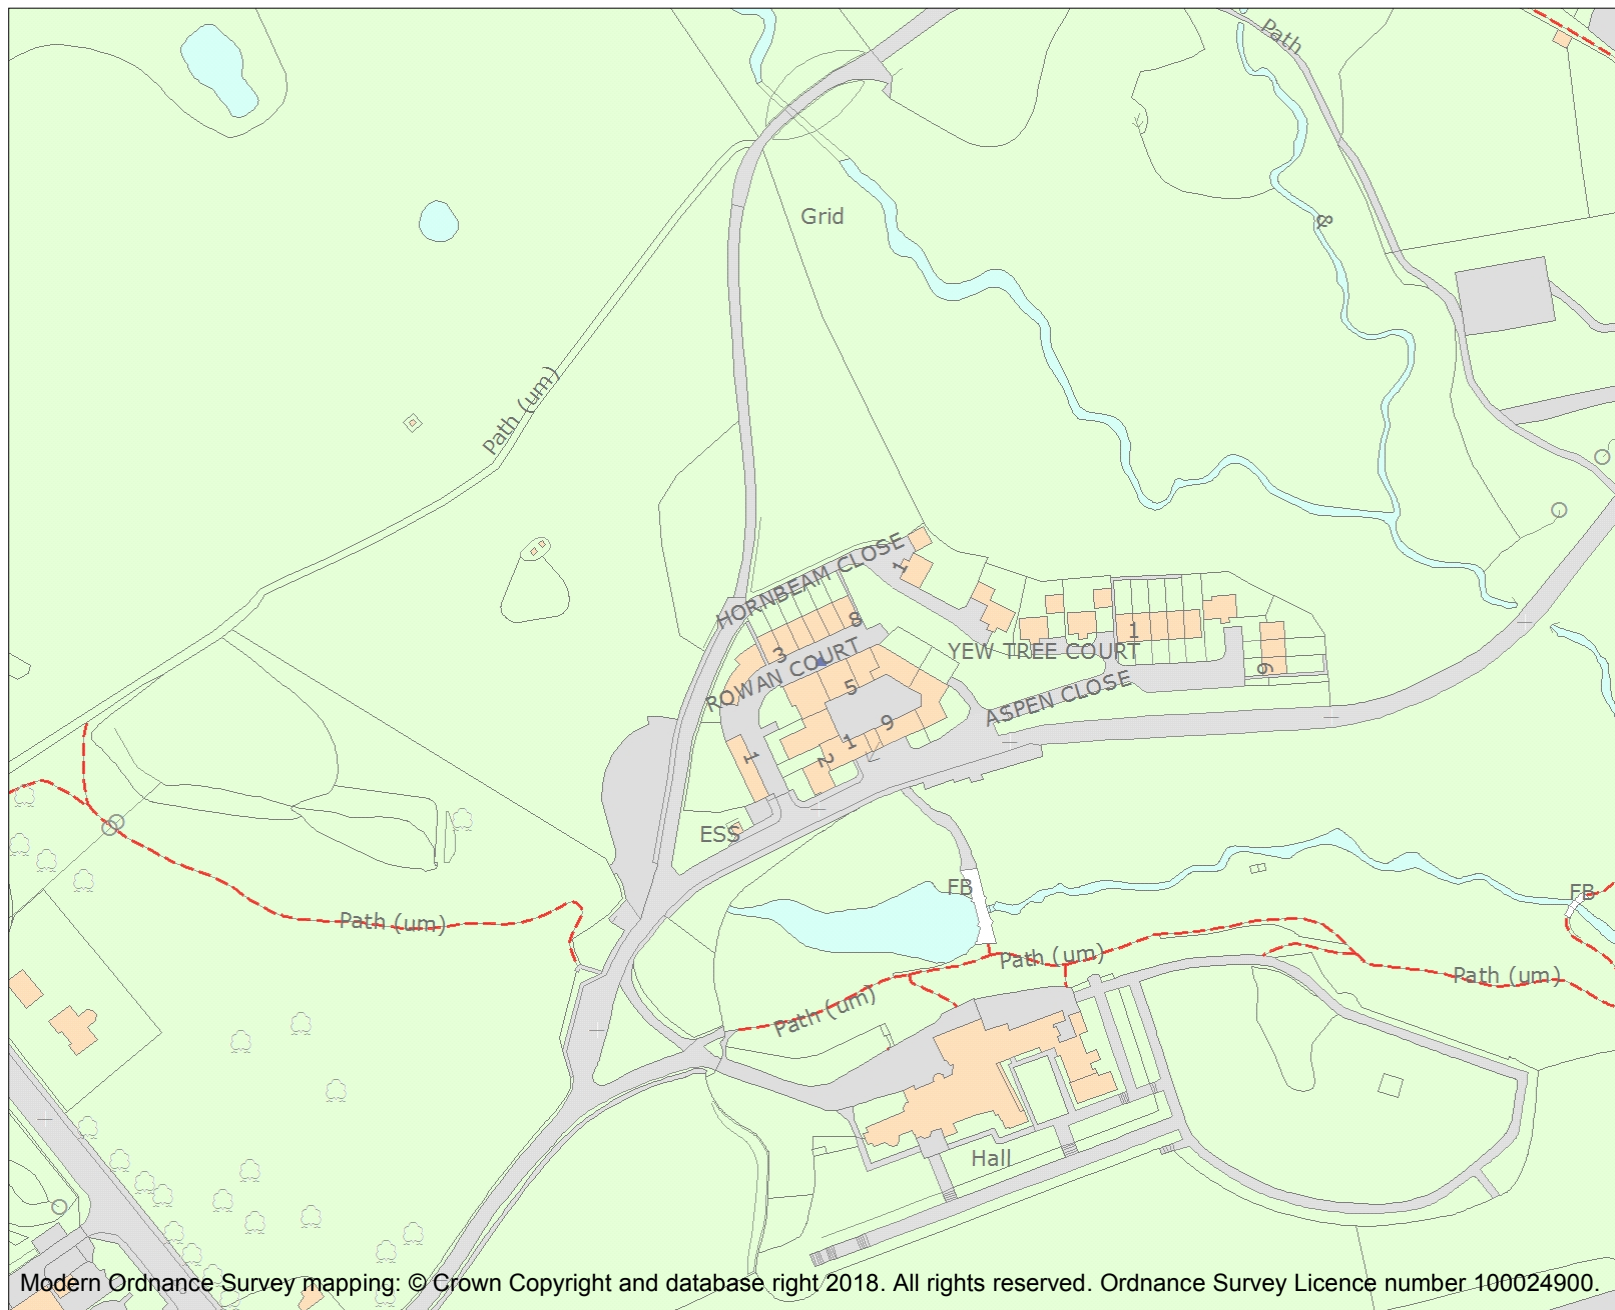 Path
Grid
&
Path (um)
HORNBEAM CLOSE
1
8
3
1
YEW TREE COURT
ROWAN COURT
5
6
ASPEN CLOSE
9
1
2
1
ESS
FB
FB
Path (um)
Path (um)
Path (um)
Path (um)
Hall
Modern Ordnance Survey mapping: © Crown Copyright and database right 2018. All rights reserved. Ordnance Survey Licence number 100024900.